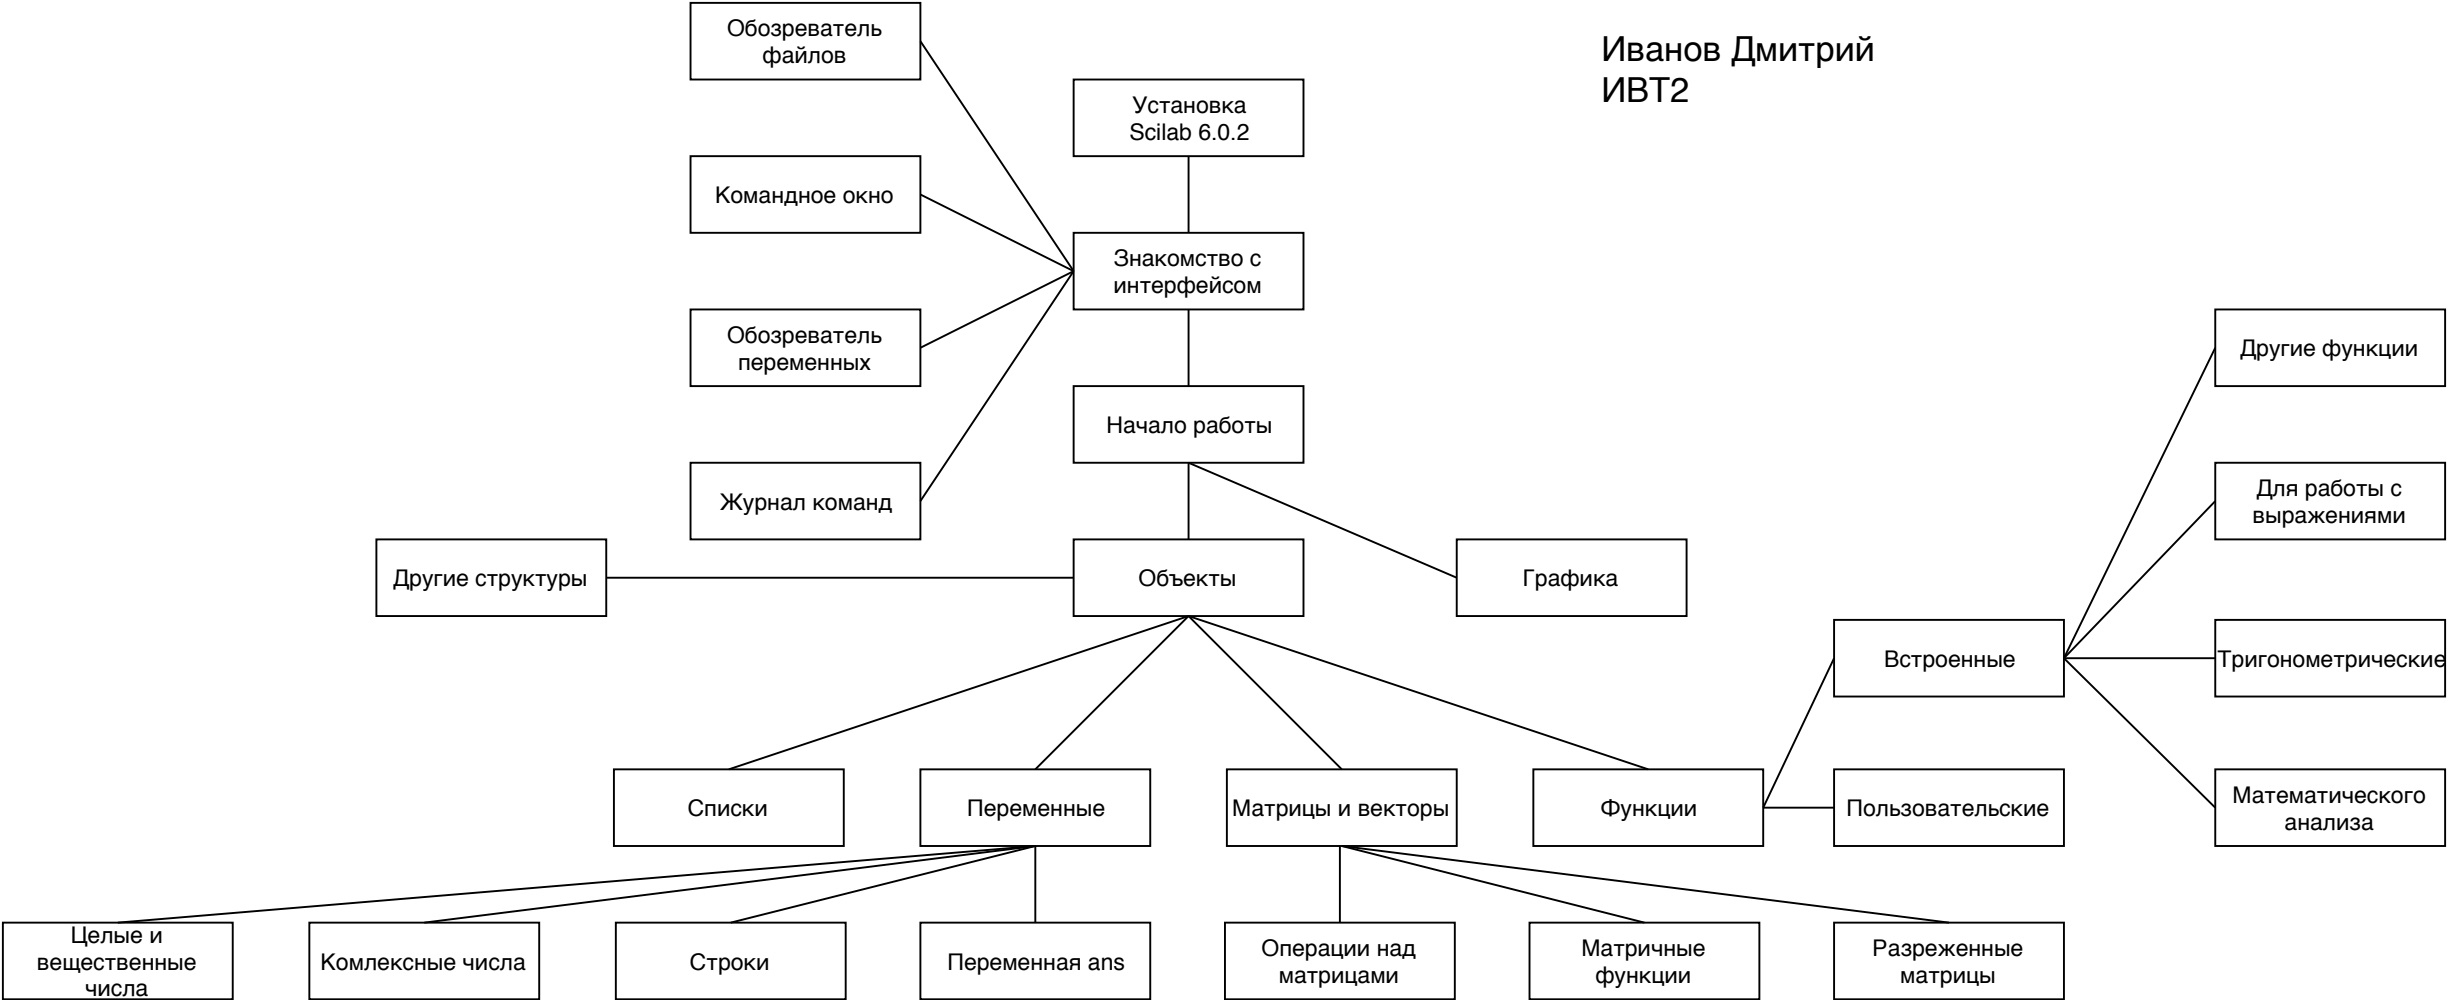 Обозреватель
файлов
Иванов Дмитрий
ИВТ2
Установка
Scilab 6.0.2
Командное окно
Знакомство с
интерфейсом
Обозреватель
переменных
Другие функции
Начало работы
Журнал команд
Для работы с
выражениями
Другие структуры
Объекты
Графика
Встроенные
Тригонометрические
Списки
Переменные
Матрицы и векторы
Функции
Пользовательские
Математического
анализа
Целые и
вещественные
числа
Комлексные числа
Строки
Переменная ans
Операции над
матрицами
Матричные
функции
Разреженные
матрицы